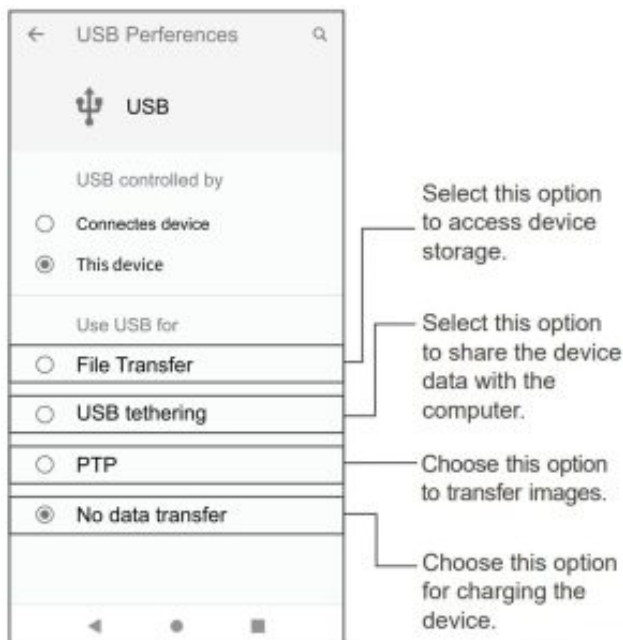 USB Perferences
USB
USB controlled by
Connectes device
This device
Use USB for
File Transfer
USB tethering
PTP
No data transfer
Select this option
to access device
storage.
Select this option
to share the device
data with the
computer.
Choose this option
to transfer images.
Choose this option
for charging the
device.